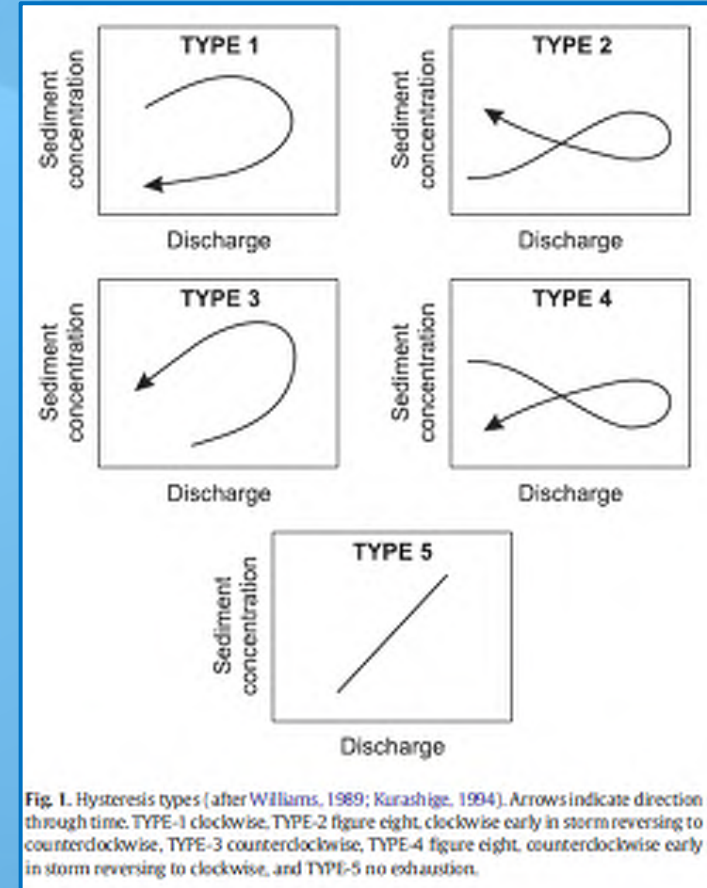 TYPE 1
Sediment
concentration
Discharge
TYPE 2
Sediment
concentration
Discharge
TYPE 3
Sediment
concentration
Discharge
TYPE 4
Sediment
concentration
Discharge
TYPE 5
Sediment
concentration
Discharge
Fig. 1. Hysteresis types (after Williams, 1989; Kurashige, 1994). Arrows indicate direction
through time. TYPE-1 clockwise, TYPE-2 figure eight, clockwise early in storm reversing to
counterclockwise, TYPE-3 counterclockwise, TYPE-4 figure eight, counterclockwise early
in storm reversing to clockwise, and TYPE-5 no exhaustion.